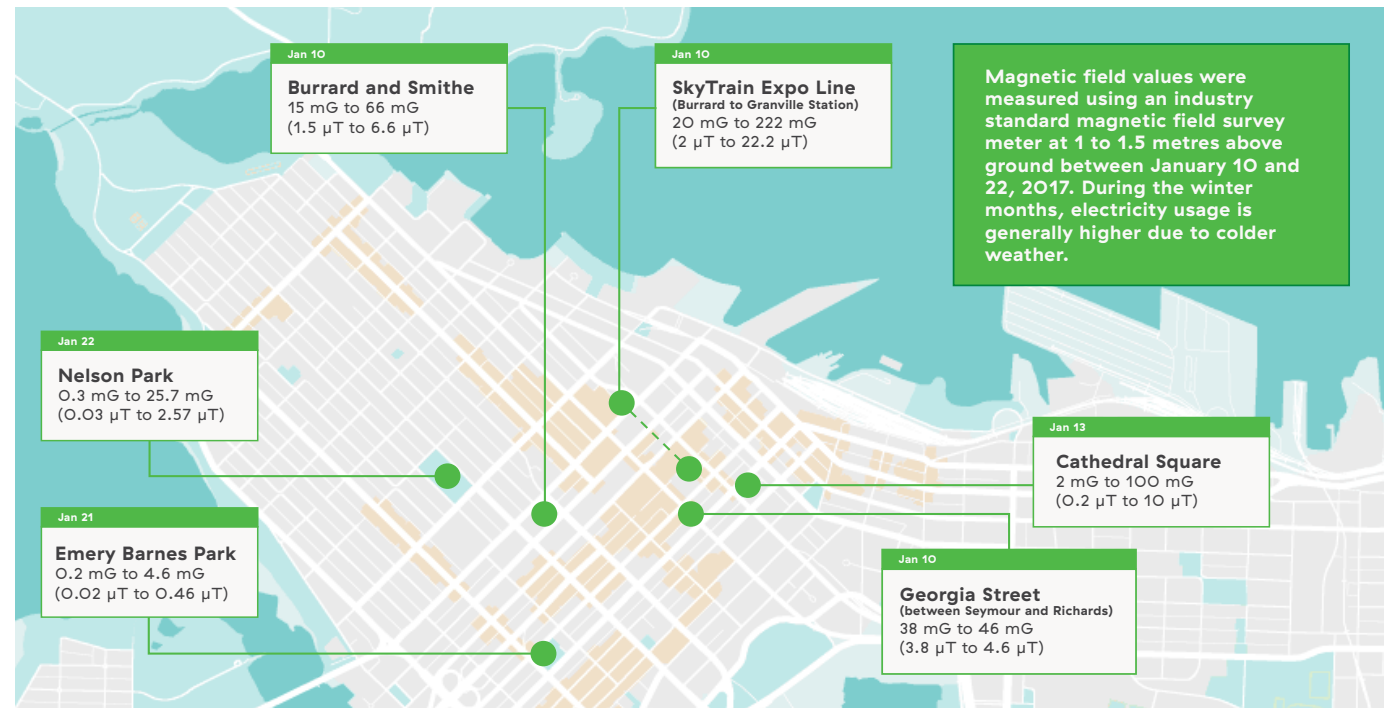 Jan 10
Burrard and Smithe
15 mG to 66 mG
(1.5 µT to 6.6 µT)
Jan 10
SkyTrain Expo Line
(Burrard to Granville Station)
20 mG to 222 mG
(2 µT to 22.2 µT)
Magnetic field values were
measured using an industry
standard magnetic field survey
meter at 1 to 1.5 metres above
ground between January 10 and
22, 2017. During the winter
months, electricity usage is
generally higher due to colder
weather.
Jan 22
Nelson Park
0.3 mG to 25.7 mG
(0.03 µT to 2.57 µT)
Jan 13
Cathedral Square
2 mG to 100 mG
(0.2 µT to 10 µT)
Jan 21
Emery Barnes Park
0.2 mG to 4.6 mG
(0.02 µT to 0.46 µT)
Jan 10
Georgia Street
(between Seymour and Richards)
38 mG to 46 mG
(3.8 µT to 4.6 µT)